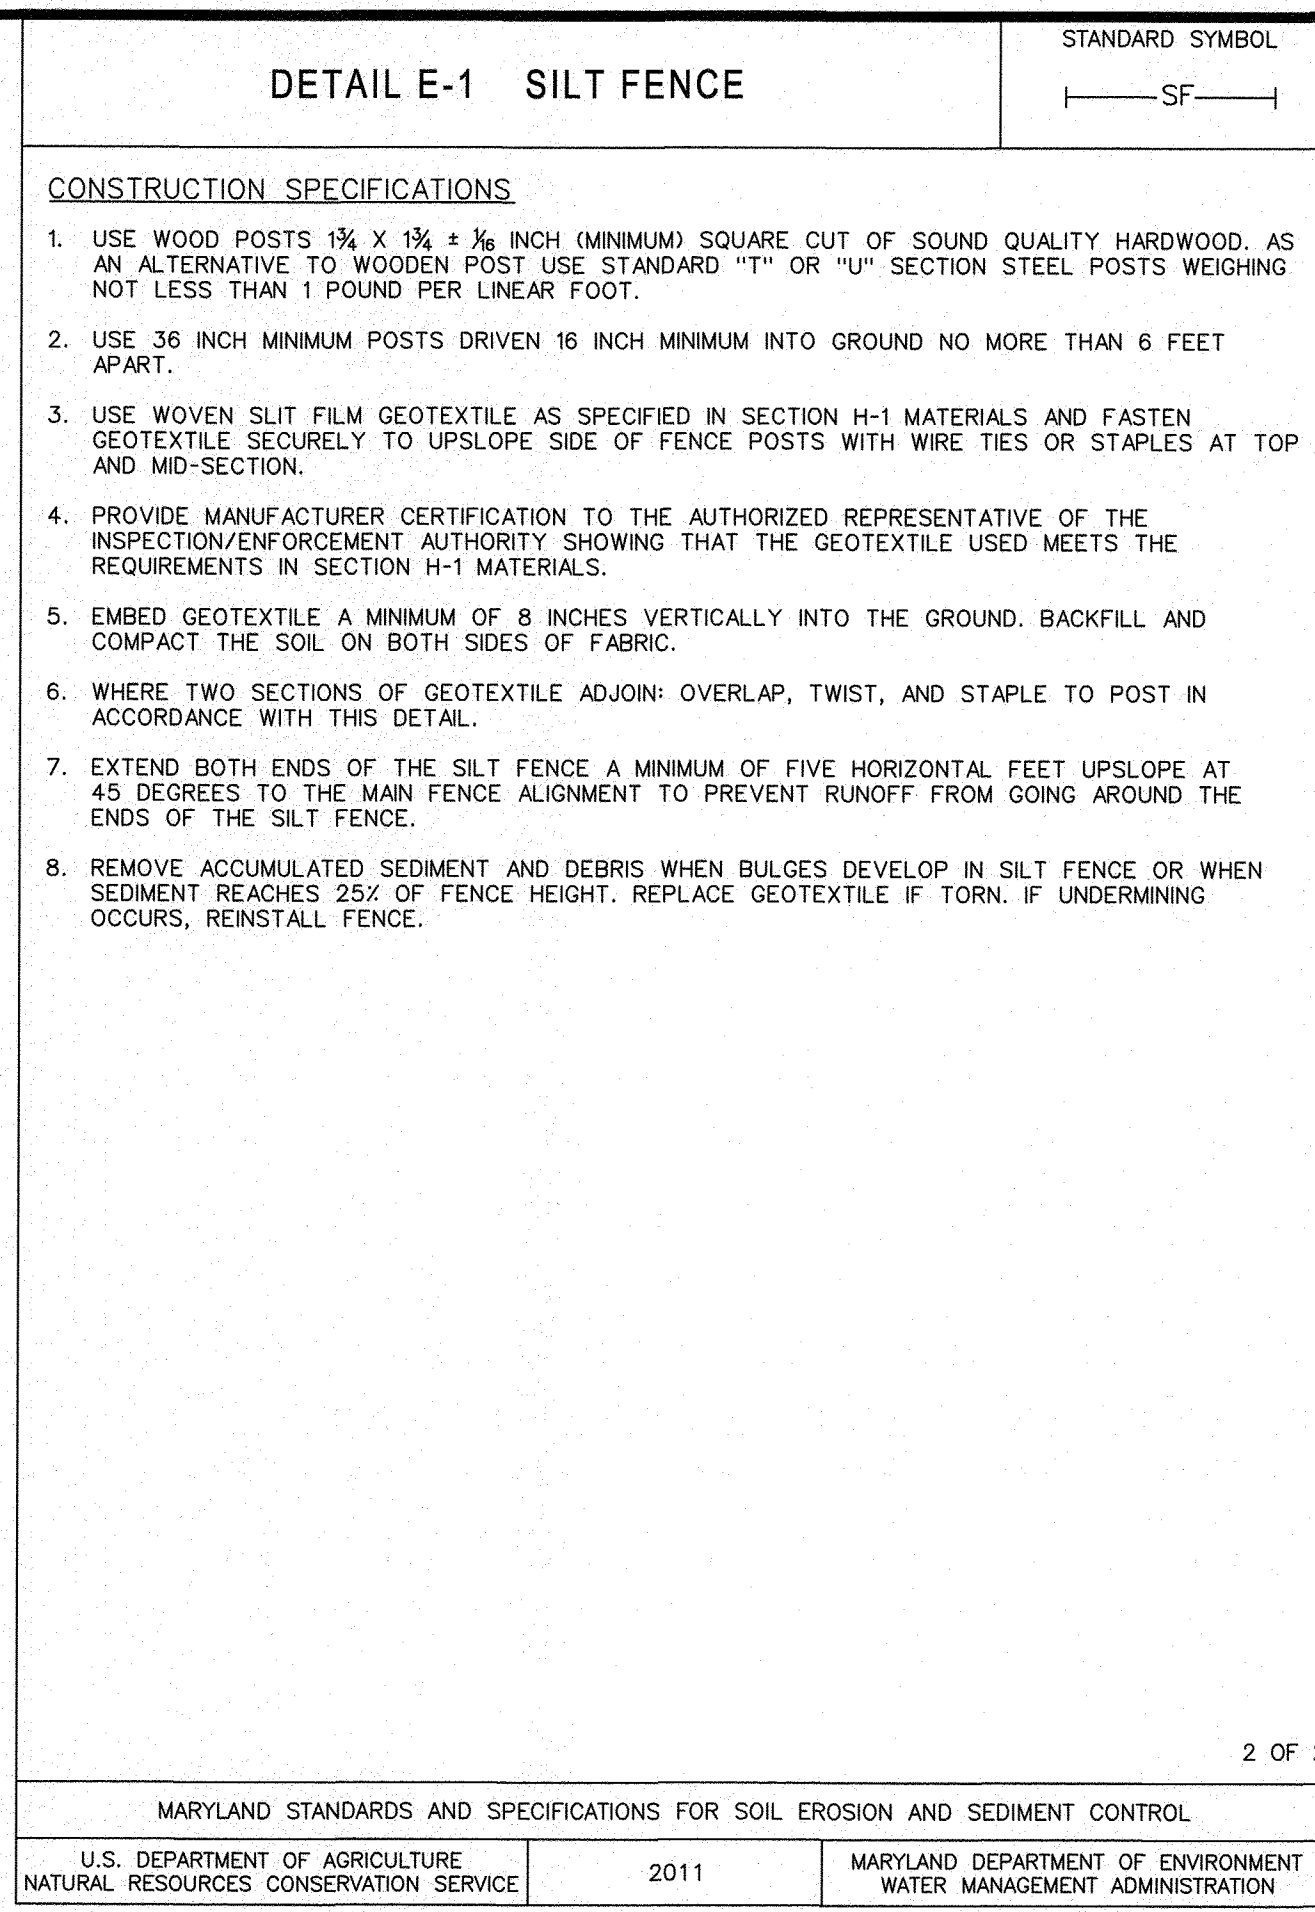 DETAIL E-1 SILT FENCE
STANDARD SYMBOL
SF
CONSTRUCTION SPECIFICATIONS
1. USE WOOD POSTS 1¾ X 1¾ ± 1⁄16 INCH (MINIMUM) SQUARE CUT OF SOUND QUALITY HARDWOOD. AS
AN ALTERNATIVE TO WOODEN POST USE STANDARD "T" OR "U" SECTION STEEL POSTS WEIGHING
NOT LESS THAN 1 POUND PER LINEAR FOOT.
2. USE 36 INCH MINIMUM POSTS DRIVEN 16 INCH MINIMUM INTO GROUND NO MORE THAN 6 FEET
APART.
3. USE WOVEN SLIT FILM GEOTEXTILE AS SPECIFIED IN SECTION H-1 MATERIALS AND FASTEN
GEOTEXTILE SECURELY TO UPSLOPE SIDE OF FENCE POSTS WITH WIRE TIES OR STAPLES AT TOP
AND MID-SECTION.
4. PROVIDE MANUFACTURER CERTIFICATION TO THE AUTHORIZED REPRESENTATIVE OF THE
INSPECTION/ENFORCEMENT AUTHORITY SHOWING THAT THE GEOTEXTILE USED MEETS THE
REQUIREMENTS IN SECTION H-1 MATERIALS.
5. EMBED GEOTEXTILE A MINIMUM OF 8 INCHES VERTICALLY INTO THE GROUND. BACKFILL AND
COMPACT THE SOIL ON BOTH SIDES OF FABRIC.
6. WHERE TWO SECTIONS OF GEOTEXTILE ADJOIN: OVERLAP, TWIST, AND STAPLE TO POST IN
ACCORDANCE WITH THIS DETAIL.
7. EXTEND BOTH ENDS OF THE SILT FENCE A MINIMUM OF FIVE HORIZONTAL FEET UPSLOPE AT
45 DEGREES TO THE MAIN FENCE ALIGNMENT TO PREVENT RUNOFF FROM GOING AROUND THE
ENDS OF THE SILT FENCE.
8. REMOVE ACCUMULATED SEDIMENT AND DEBRIS WHEN BULGES DEVELOP IN SILT FENCE OR WHEN
SEDIMENT REACHES 25% OF FENCE HEIGHT. REPLACE GEOTEXTILE IF TORN. IF UNDERMINING
OCCURS, REINSTALL FENCE.
2 OF
MARYLAND STANDARDS AND SPECIFICATIONS FOR SOIL EROSION AND SEDIMENT CONTROL
U.S. DEPARTMENT OF AGRICULTURE
NATURAL RESOURCES CONSERVATION SERVICE
2011
MARYLAND DEPARTMENT OF ENVIRONMENT
WATER MANAGEMENT ADMINISTRATION